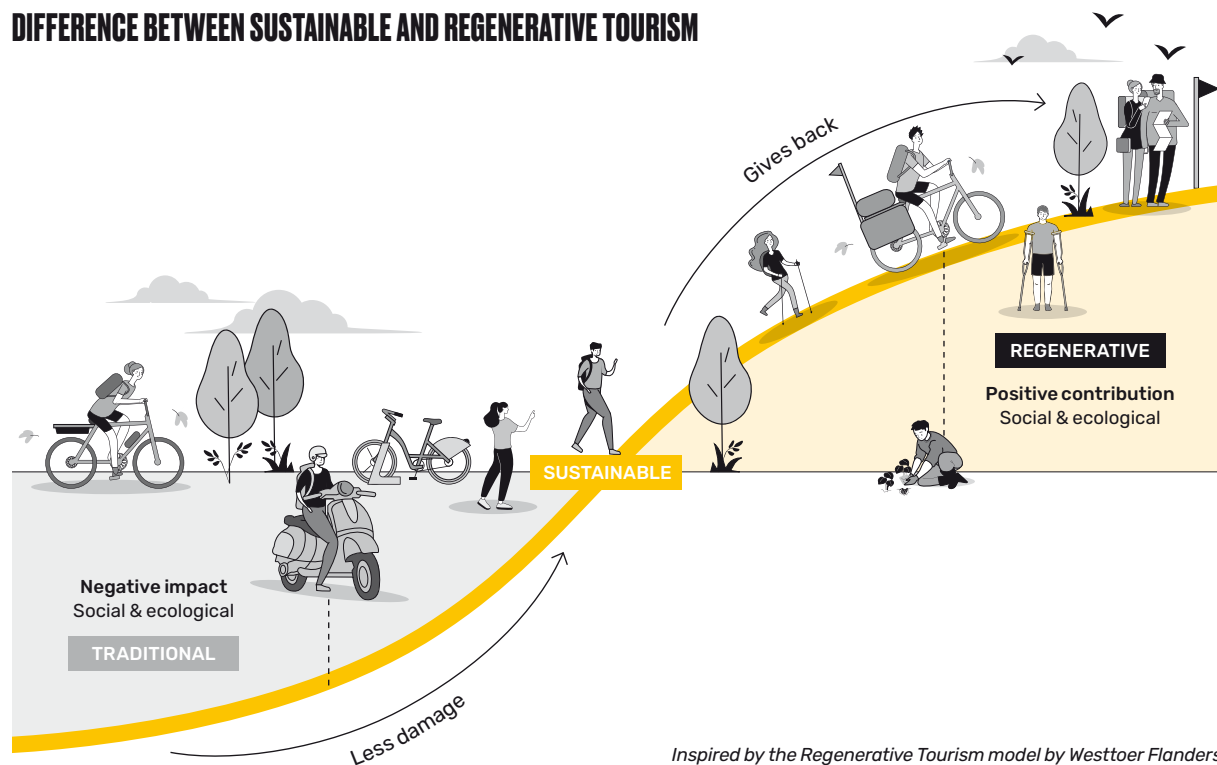 DIFFERENCE BETWEEN SUSTAINABLE AND REGENERATIVE TOURISM
Gives back
REGENERATIVE
Positive contribution
Social & ecological
SUSTAINABLE
Negative impact
Social & ecological
TRADITIONAL
Less damage
Inspired by the Regenerative Tourism model by Westtoer Flanders